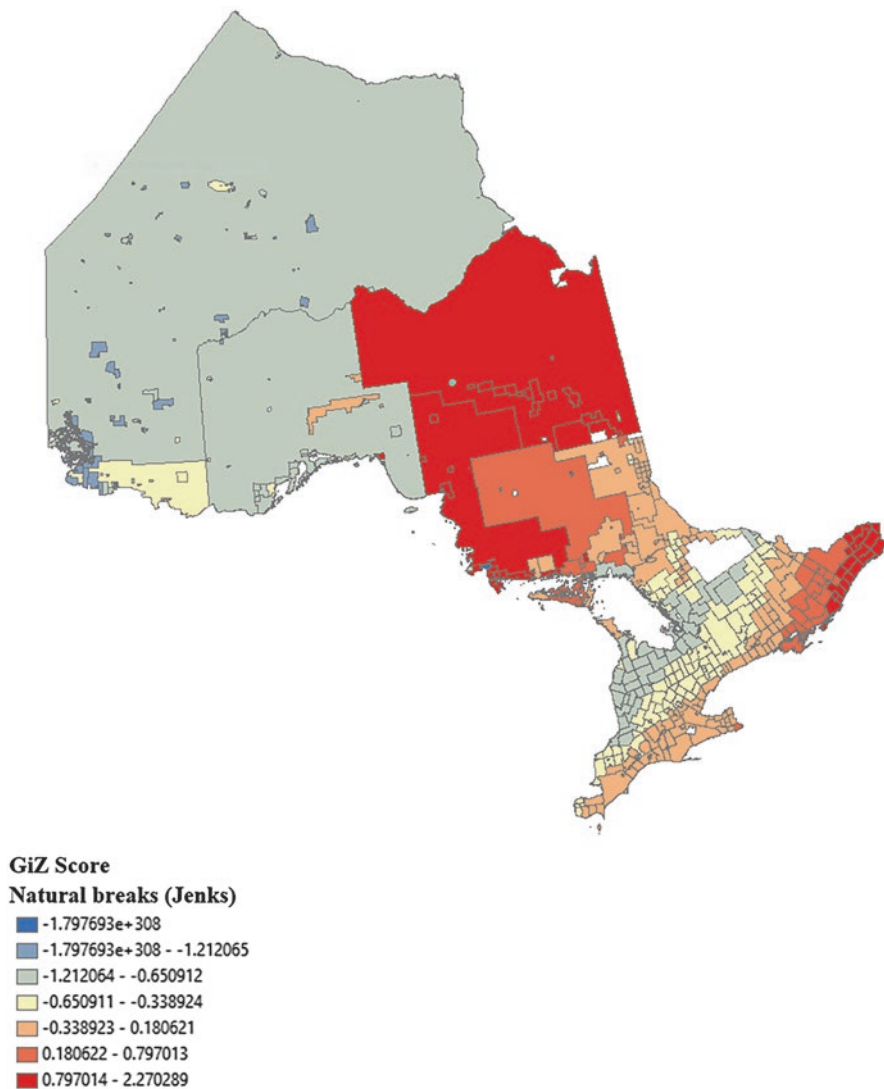 GiZ Score
Natural breaks (Jenks)
-1.797693e+308
-1.797693e+308 - -1.212065
-1.212064 - -0.650912
-0.650911 - -0.338924
-0.338923 - 0.180621
0.180622 - 0.797013
0.797014 - 2.270289